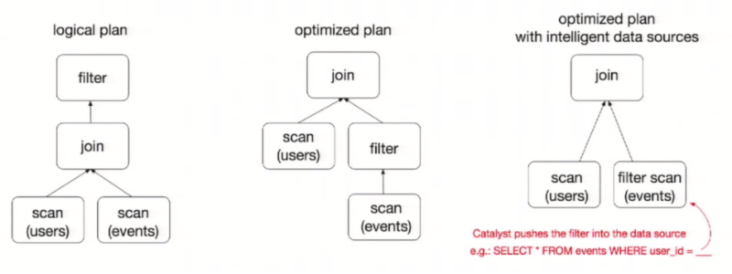 logical plan
filter
join
scan
(users)
scan
(events)
optimized plan
join
scan
(users)
filter
scan
(events)
optimized plan
with intelligent data sources
join
scan
(users)
filter scan
(events)
Catalyst pushes the filter into the data source
e.g.: SELECT * FROM events WHERE user_id = ___